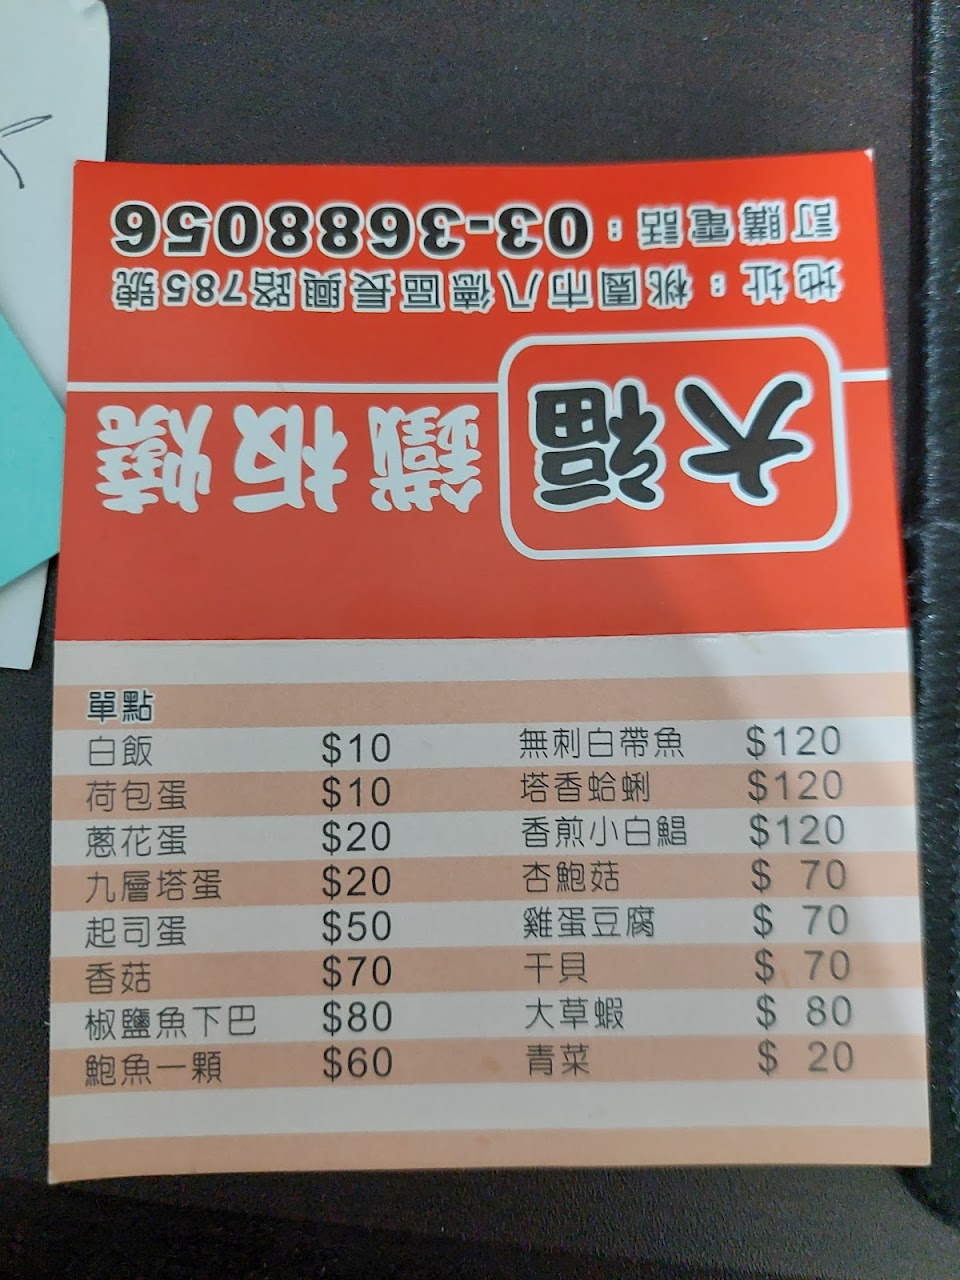 大福 鐵板燒
地址：桃園市八德區長興路785號
訂購電話：03-3688056
單點
白飯 $10 無刺白帶魚 $120
荷包蛋 $10 塔香蛤蜊 $120
蔥花蛋 $20 香煎小白鯧 $120
九層塔蛋 $20 杏鮑菇 $ 70
起司蛋 $50 雞蛋豆腐 $ 70
香菇 $70 干貝 $ 70
椒鹽魚下巴 $80 大草蝦 $ 80
鮑魚一顆 $60 青菜 $ 20